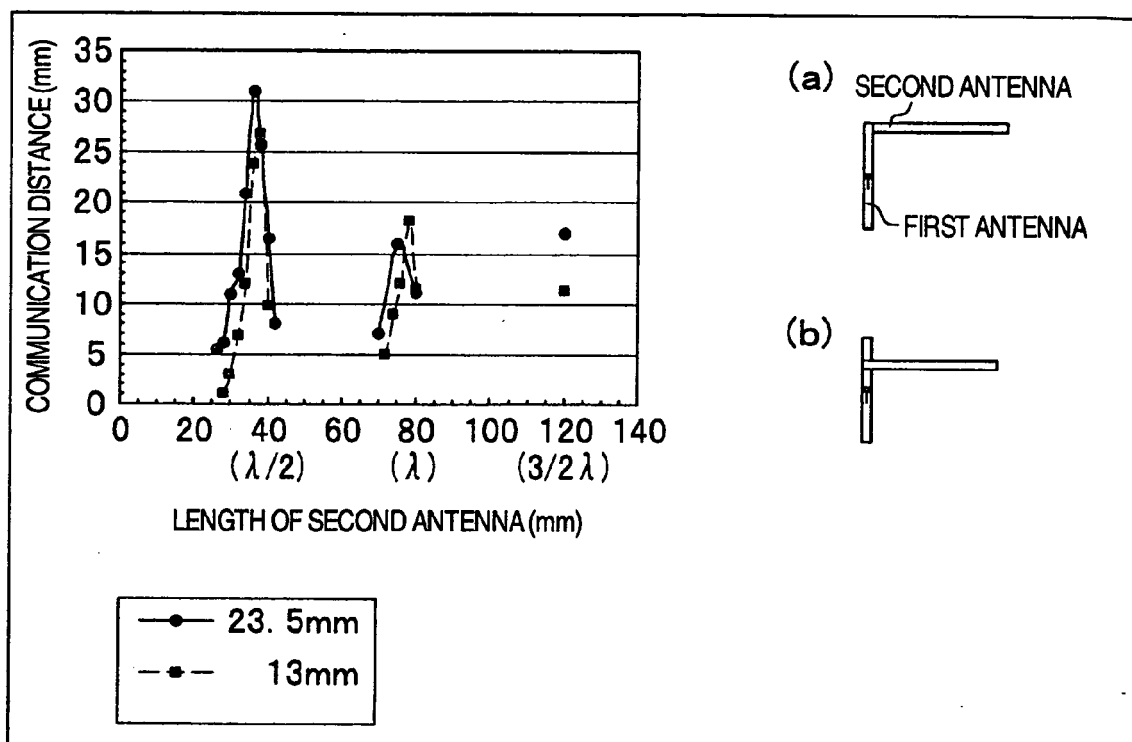 COMMUNICATION DISTANCE (mm)
35
30
25
20
15
10
5
0
0 20 40 60 80 100 120 140
(λ/2) (λ) (3/2λ)
LENGTH OF SECOND ANTENNA (mm)
23. 5mm
13mm
(a)
SECOND ANTENNA
FIRST ANTENNA
(b)